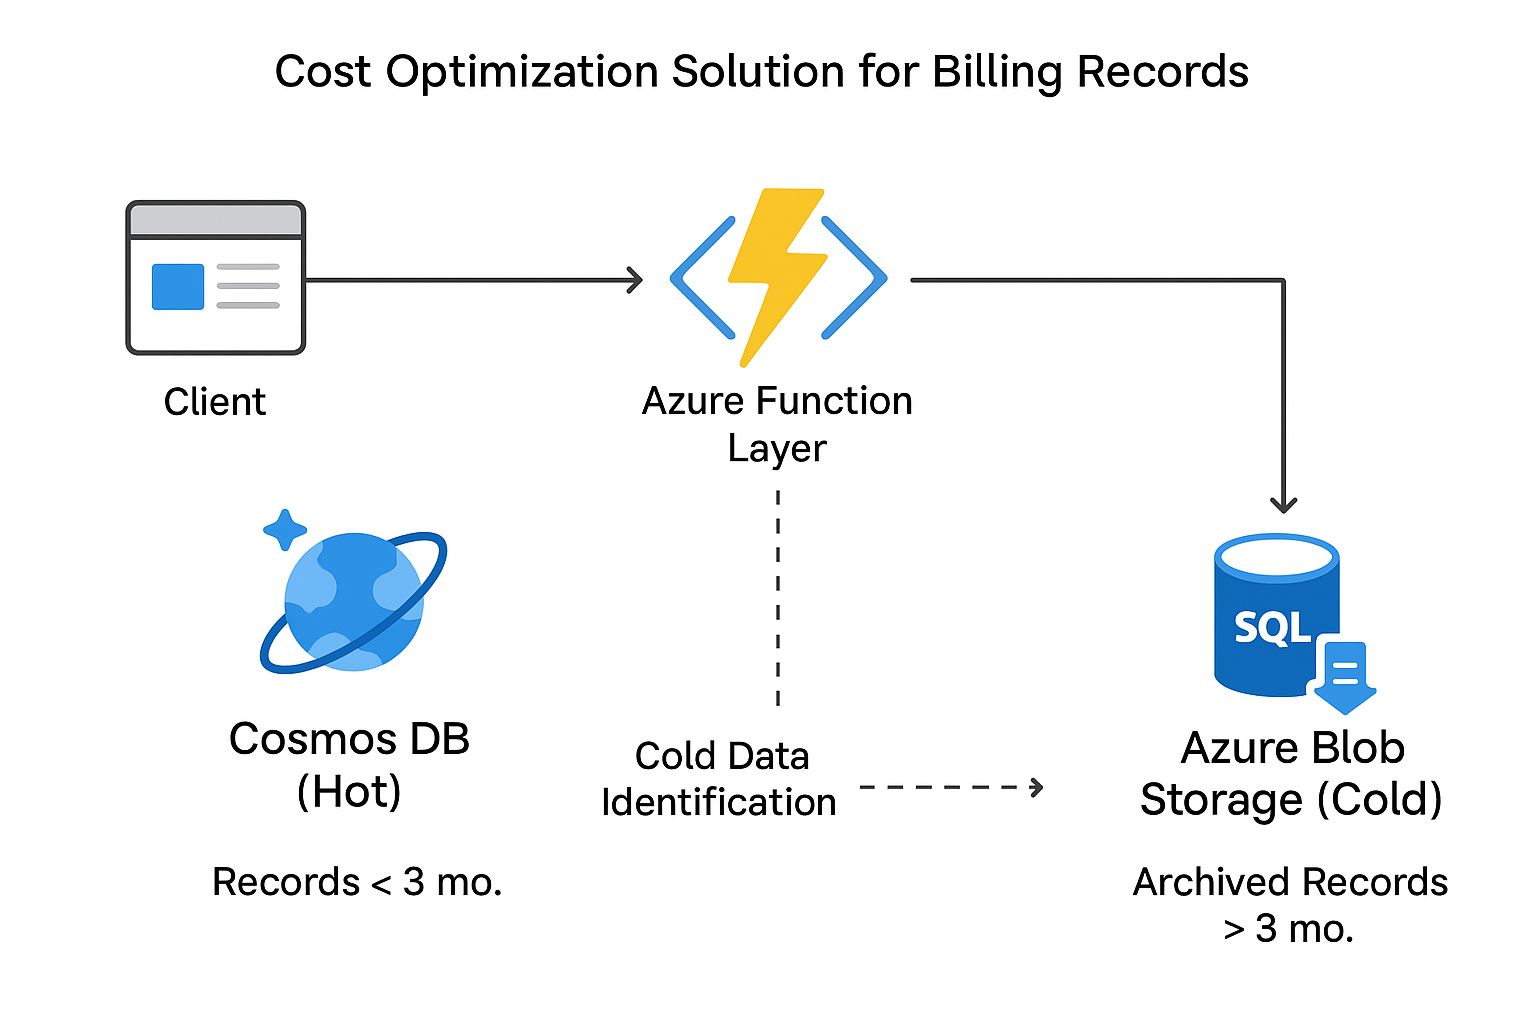 Cost Optimization Solution for Billing Records
Client
Azure Function
Layer
Cosmos DB
(Hot)
Records < 3 mo.
Cold Data
Identification
SQL
Azure Blob
Storage (Cold)
Archived Records
> 3 mo.